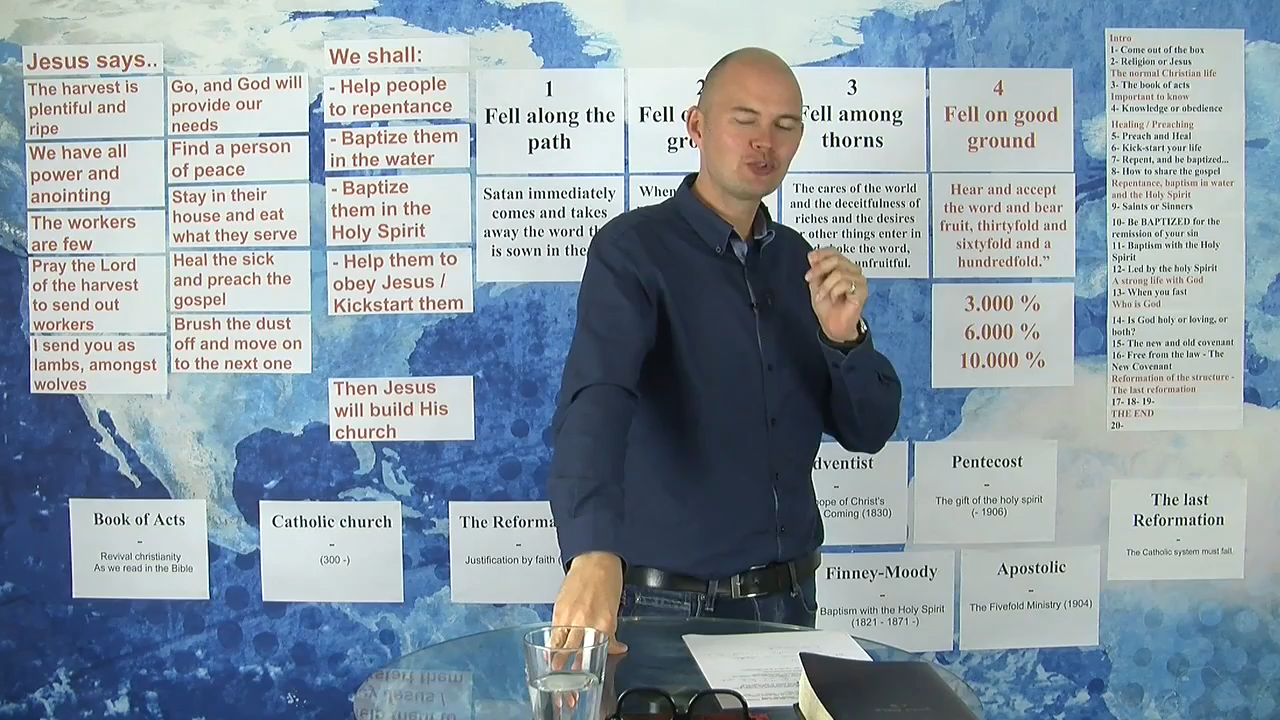 Jesus says..
The harvest is
plentiful and
ripe
We have all
power and
anointing
The workers
are few
Pray the Lord
of the harvest
to send out
workers
I send you as
lambs, amongst
wolves
Go, and God will
provide our
needs
Find a person
of peace
Stay in their
house and eat
what they serve
Heal the sick
and preach the
gospel
Brush the dust
off and move on
to the next one
We shall:
- Help people
to repentance
- Baptize them
in the water
- Baptize
them in the
Holy Spirit
- Help them to
obey Jesus /
Kickstart them
Then Jesus
will build His
church
1
Fell along the
path
Satan immediately
comes and takes
away the word
is sown in the
Fell
When
3
Fell among
thorns
The cares of the world
and the deceitfulness of
riches and the desires
other things enter in
the word,
4
Fell on good
ground
Hear and accept
the word and bear
fruit, thirtyfold and
sixtyfold and a
hundredfold.”
3.000 %
6.000 %
10.000 %
Intro
1- Come out of the box
2- Religion or Jesus
The normal Christian life
3- The book of acts
Important to know
4- Knowledge or obedience
Healing / Preaching
5- Preach and Heal
6- Kick-start your life
7- Repent, and be baptized...
8- How to share the gospel
Repentance, baptism in water
and the Holy Spirit
9- Saints or Sinners
10- Be BAPTIZED for the
remission of your sin
11- Baptism with the Holy
Spirit
12- Led by the holy Spirit
A strong life with God
13- When you fast
Who is God
14- Is God holy or loving, or
both?
15- The new and old covenant
16- Free from the law - The
New Covenant
Reformation of the structure -
The last reformation
17- 18- 19-
THE END
20-
Book of Acts
-
Revival christianity
As we read in the Bible
Catholic church
-
(300 -)
The Reforma
Justification by faith (
dventist
-
ope of Christ's
Coming (1830)
Pentecost
-
The gift of the holy spirit
(- 1906)
Finney-Moody
-
Baptism with the Holy Spirit
(1821 - 1871 -)
Apostolic
-
The Fivefold Ministry (1904)
The last
Reformation
-
The Catholic system must fall